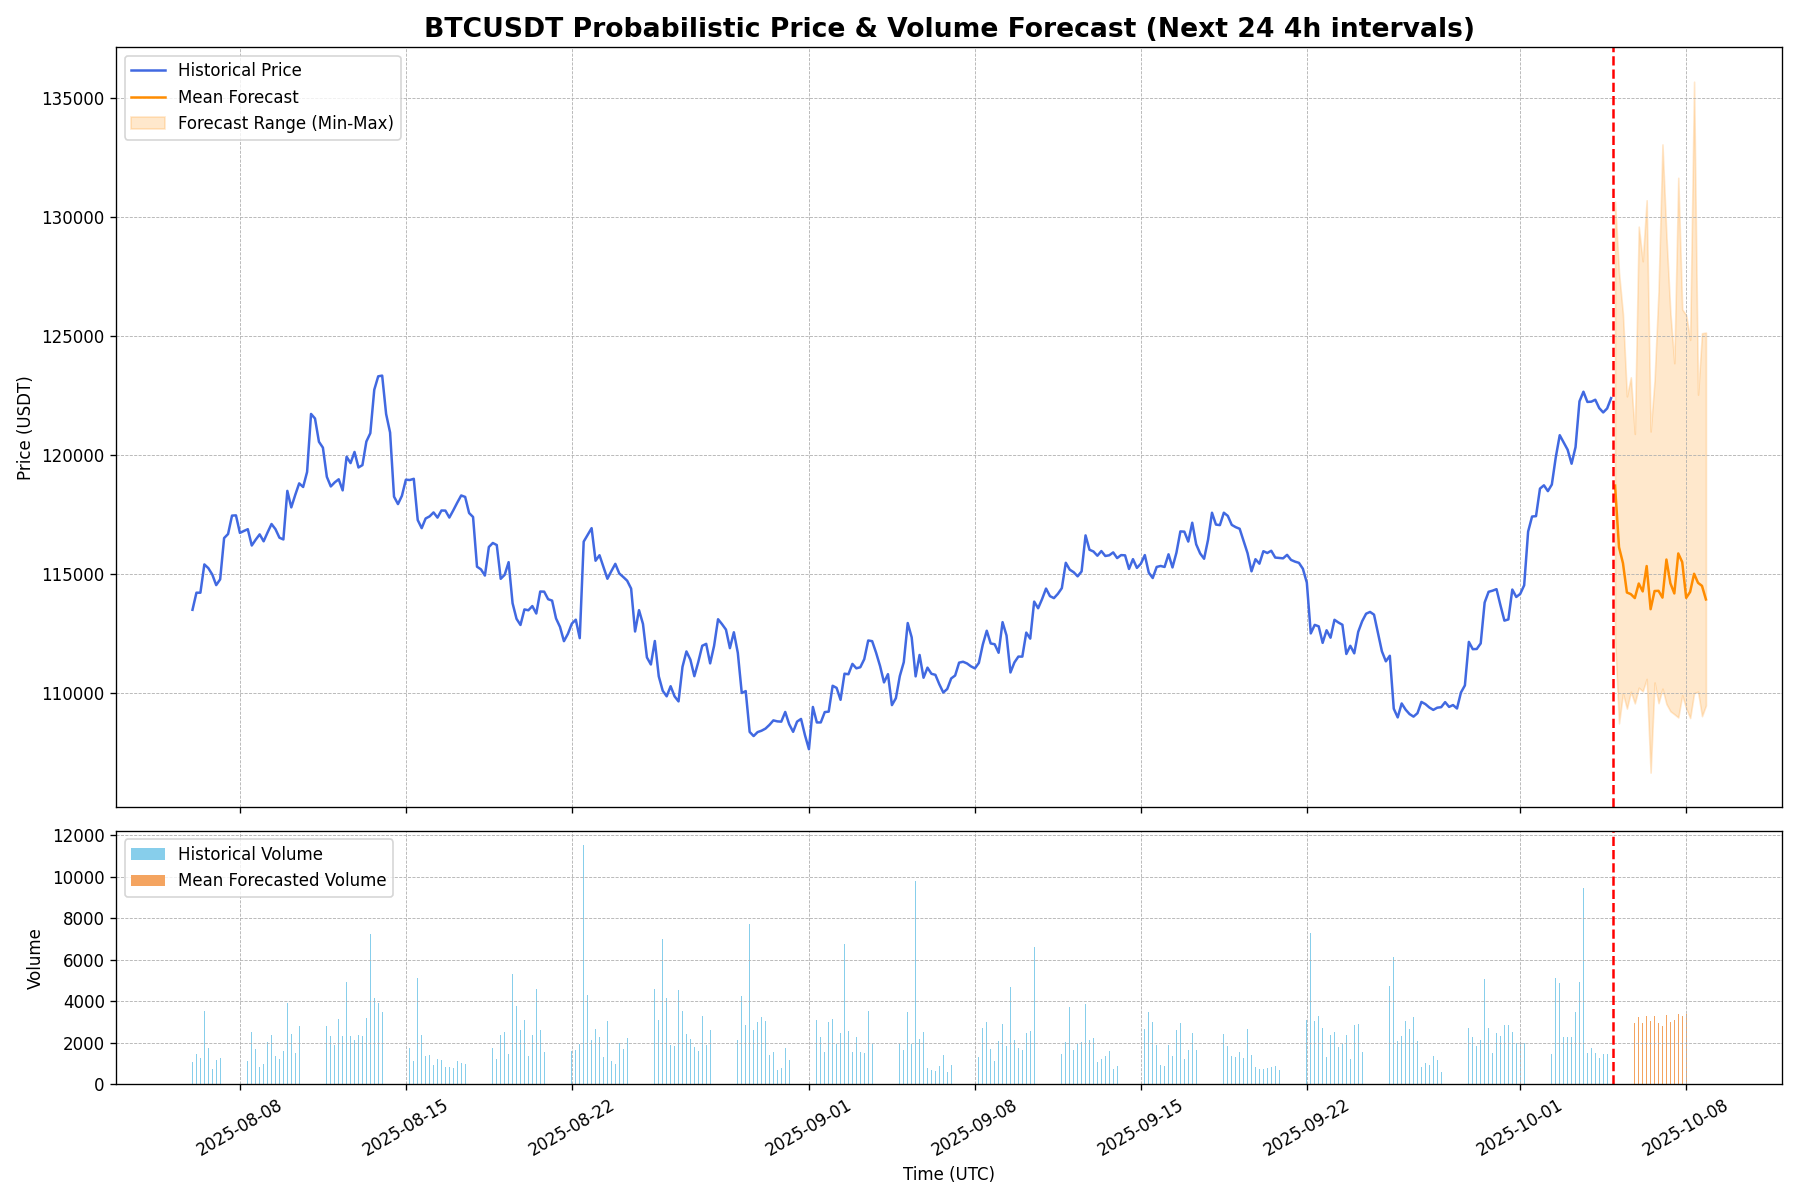 BTCUSDT Probabilistic Price & Volume Forecast (Next 24 4h intervals)
Historical Price
Mean Forecast
Forecast Range (Min-Max)
Price (USDT)
135000
130000
125000
120000
115000
110000
Historical Volume
Mean Forecasted Volume
Volume
12000
10000
8000
6000
4000
2000
0
2025-08-08
2025-08-15
2025-08-22
2025-09-01
2025-09-08
2025-09-15
2025-09-22
2025-10-01
2025-10-08
Time (UTC)